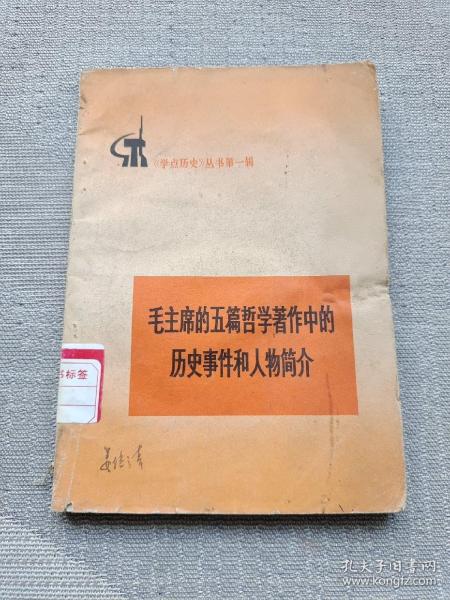 《学点历史》丛书第一辑
毛主席的五篇哲学著作中的
历史事件和人物简介
书标签
孔夫子旧书网
www.kongfz.com